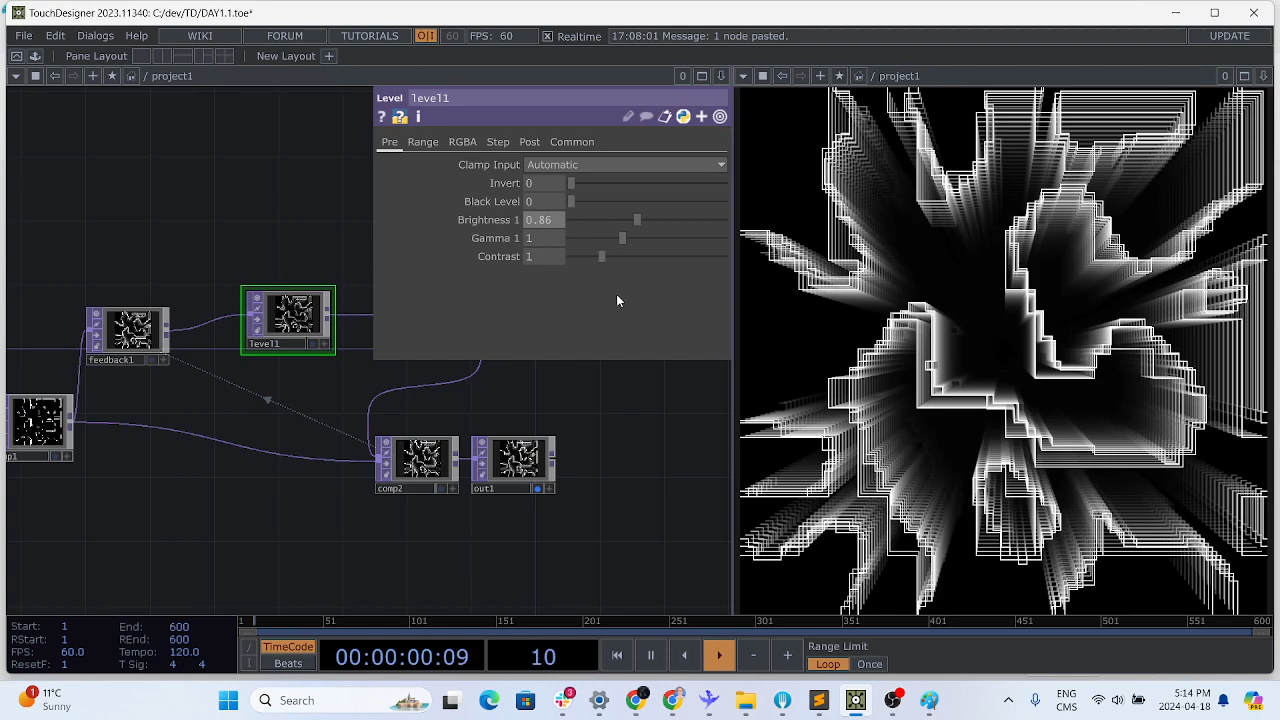 TouchDesigner 2023.11340: C:/dev/TD/DAY1.1.toe*
File Edit Dialogs Help WIKI FORUM TUTORIALS O|I 60 FPS: 60 X Realtime 17:08:01 Message: 1 node pasted. UPDATE
Pane Layout New Layout +
/ project1 0
/ project1 0
Level level1
? ? i
Pre Range RGBA Step Post Common
Clamp Input Automatic
Invert 0
Black Level 0
Brightness 1 0.86
Gamma 1 1
Contrast 1
level1
feedback1
comp2
out1
Start: 1 End: 600
RStart: 1 REnd: 600
FPS: 60.0 Tempo: 120.0
ResetF: 1 T Sig: 4 4
1 51 101 151 201 251 301 351 401 451 501 551 600
TimeCode
Beats
00:00:00:09
10
- +
Range Limit
Loop Once
1
11°C
Sunny
Search
3
ENG
CMS
5:14 PM
2024-04-18